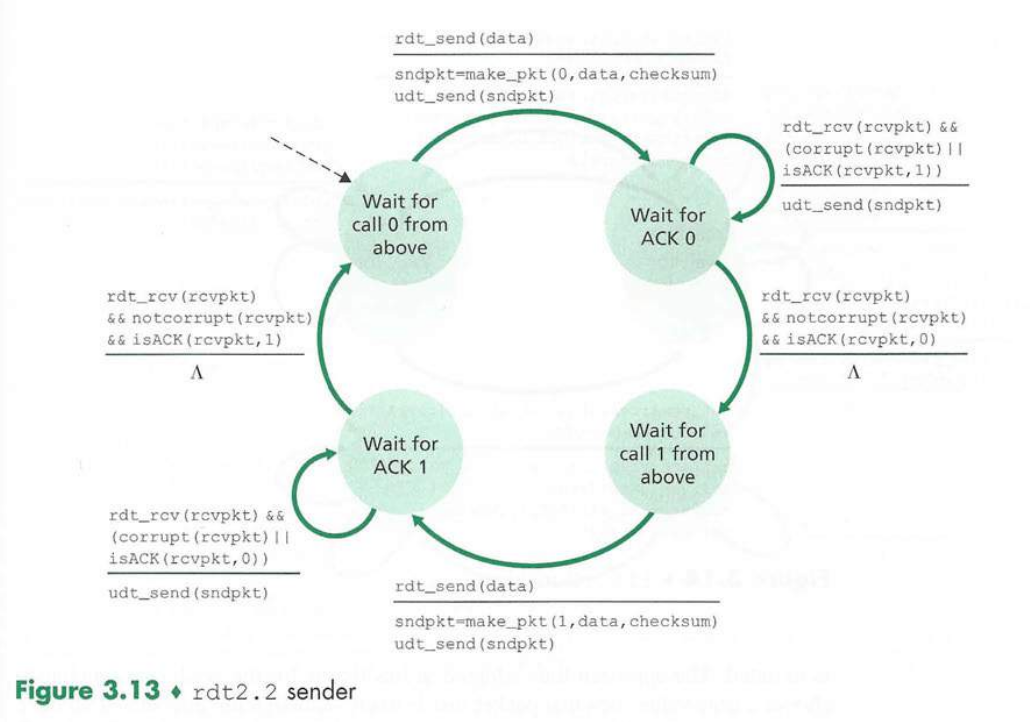 rdt_send(data)
sndpkt=make_pkt(0,data,checksum)
udt_send(sndpkt)
rdt_rcv(rcvpkt) &&
(corrupt(rcvpkt)||
isACK(rcvpkt,1))
udt_send(sndpkt)
Wait for
call 0 from
above
Wait for
ACK 0
rdt_rcv(rcvpkt)
&& notcorrupt(rcvpkt)
&& isACK(rcvpkt,1)
Λ
rdt_rcv(rcvpkt)
&& notcorrupt(rcvpkt)
&& isACK(rcvpkt,0)
Λ
Wait for
ACK 1
Wait for
call 1 from
above
rdt_rcv(rcvpkt) &&
(corrupt(rcvpkt)||
isACK(rcvpkt,0))
udt_send(sndpkt)
rdt_send(data)
sndpkt=make_pkt(1,data,checksum)
udt_send(sndpkt)
Figure 3.13 ♦ rdt2.2 sender